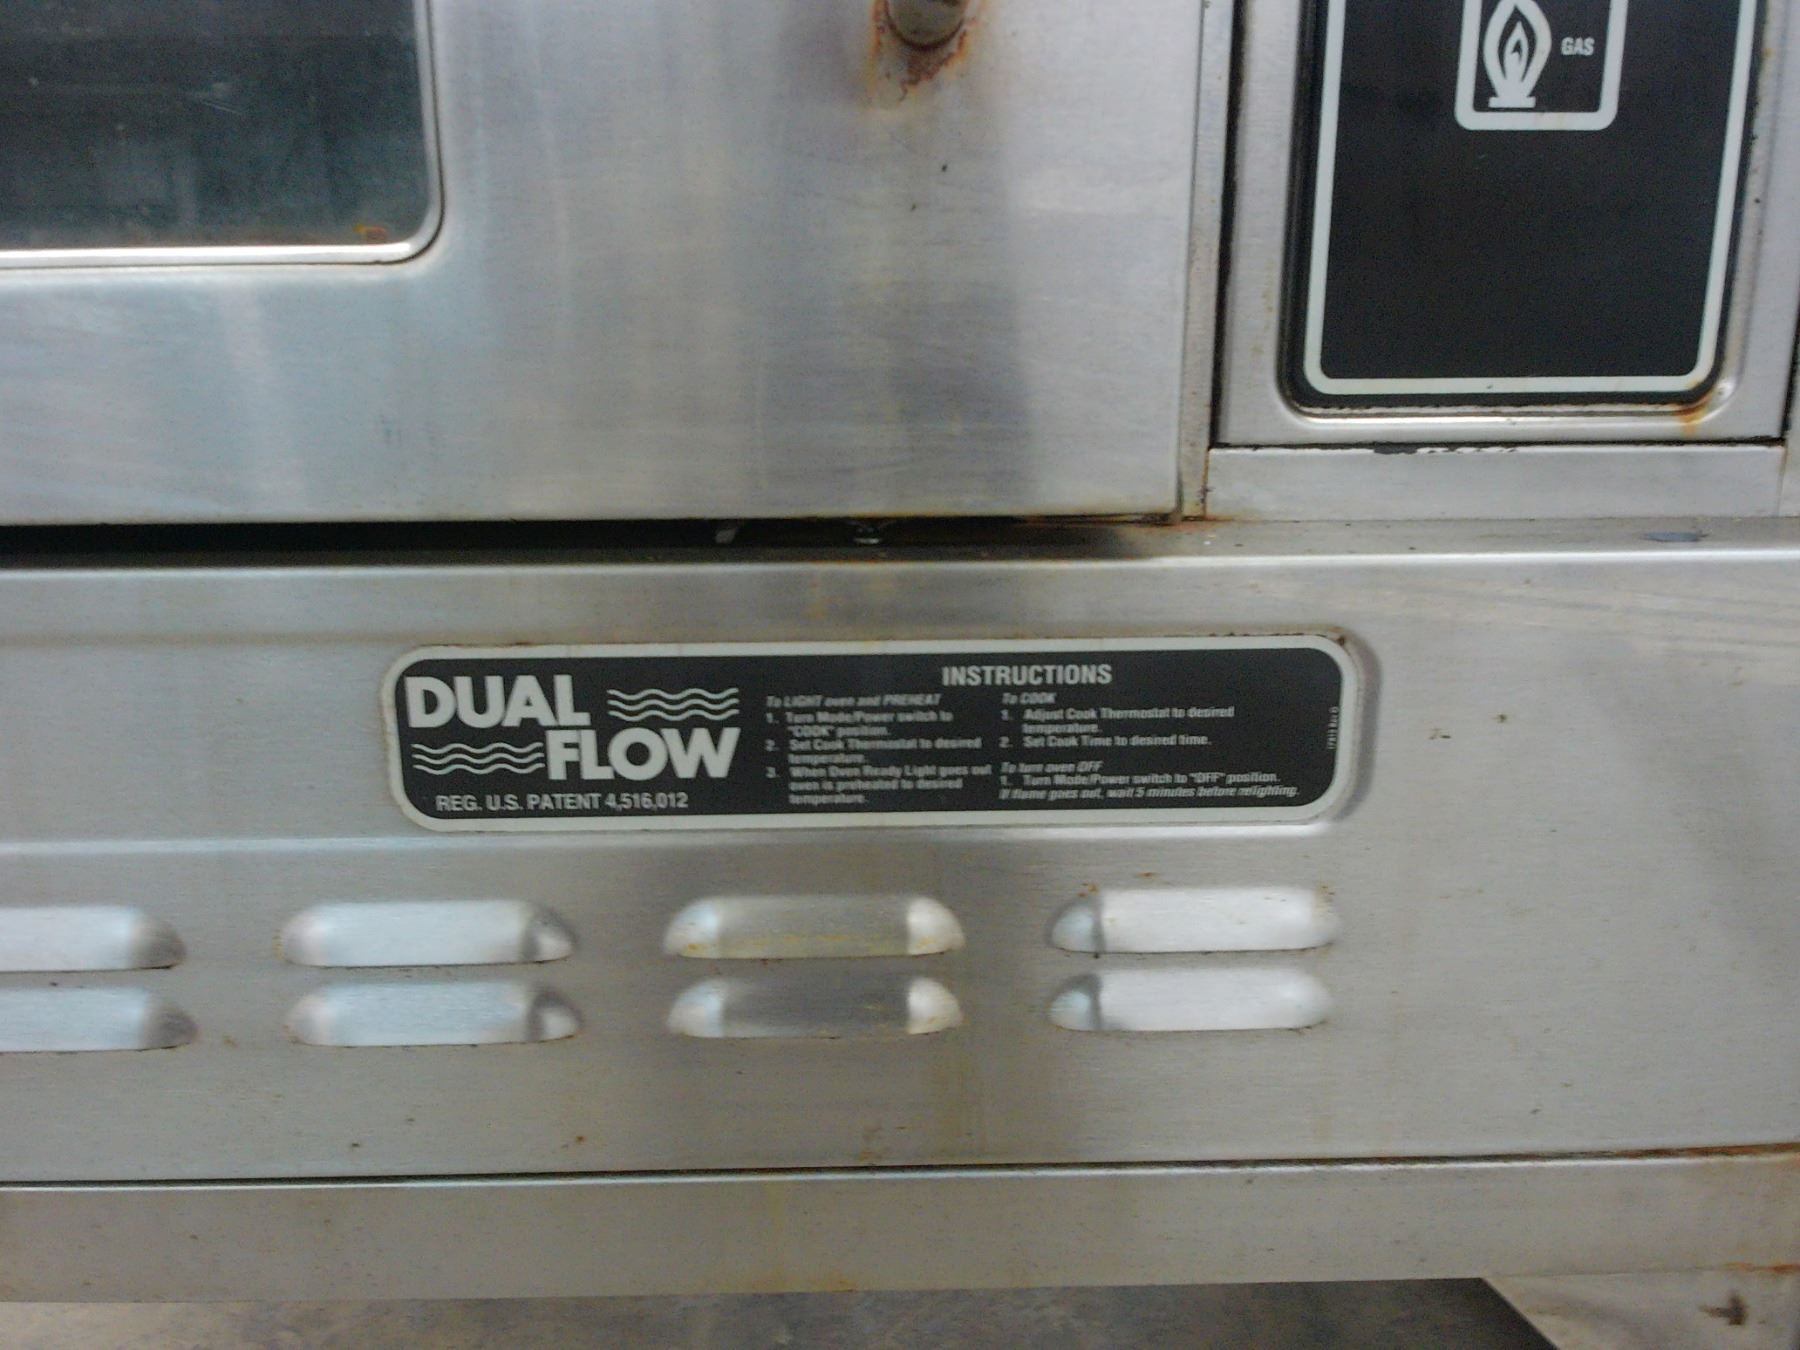 GAS
DUAL
FLOW
REG. U.S. PATENT 4,516,012
INSTRUCTIONS
To LIGHT oven and PREHEAT
1. Turn Mode/Power switch to
"COOK" position.
2. Set Cook Thermostat to desired
temperature.
3. When Oven Ready Light goes out
oven is preheated to desired
temperature.
To COOK
1. Adjust Cook Thermostat to desired
temperature.
2. Set Cook Time to desired time.
To turn oven OFF
1. Turn Mode/Power switch to "OFF" position.
If flame goes out, wait 5 minutes before relighting.